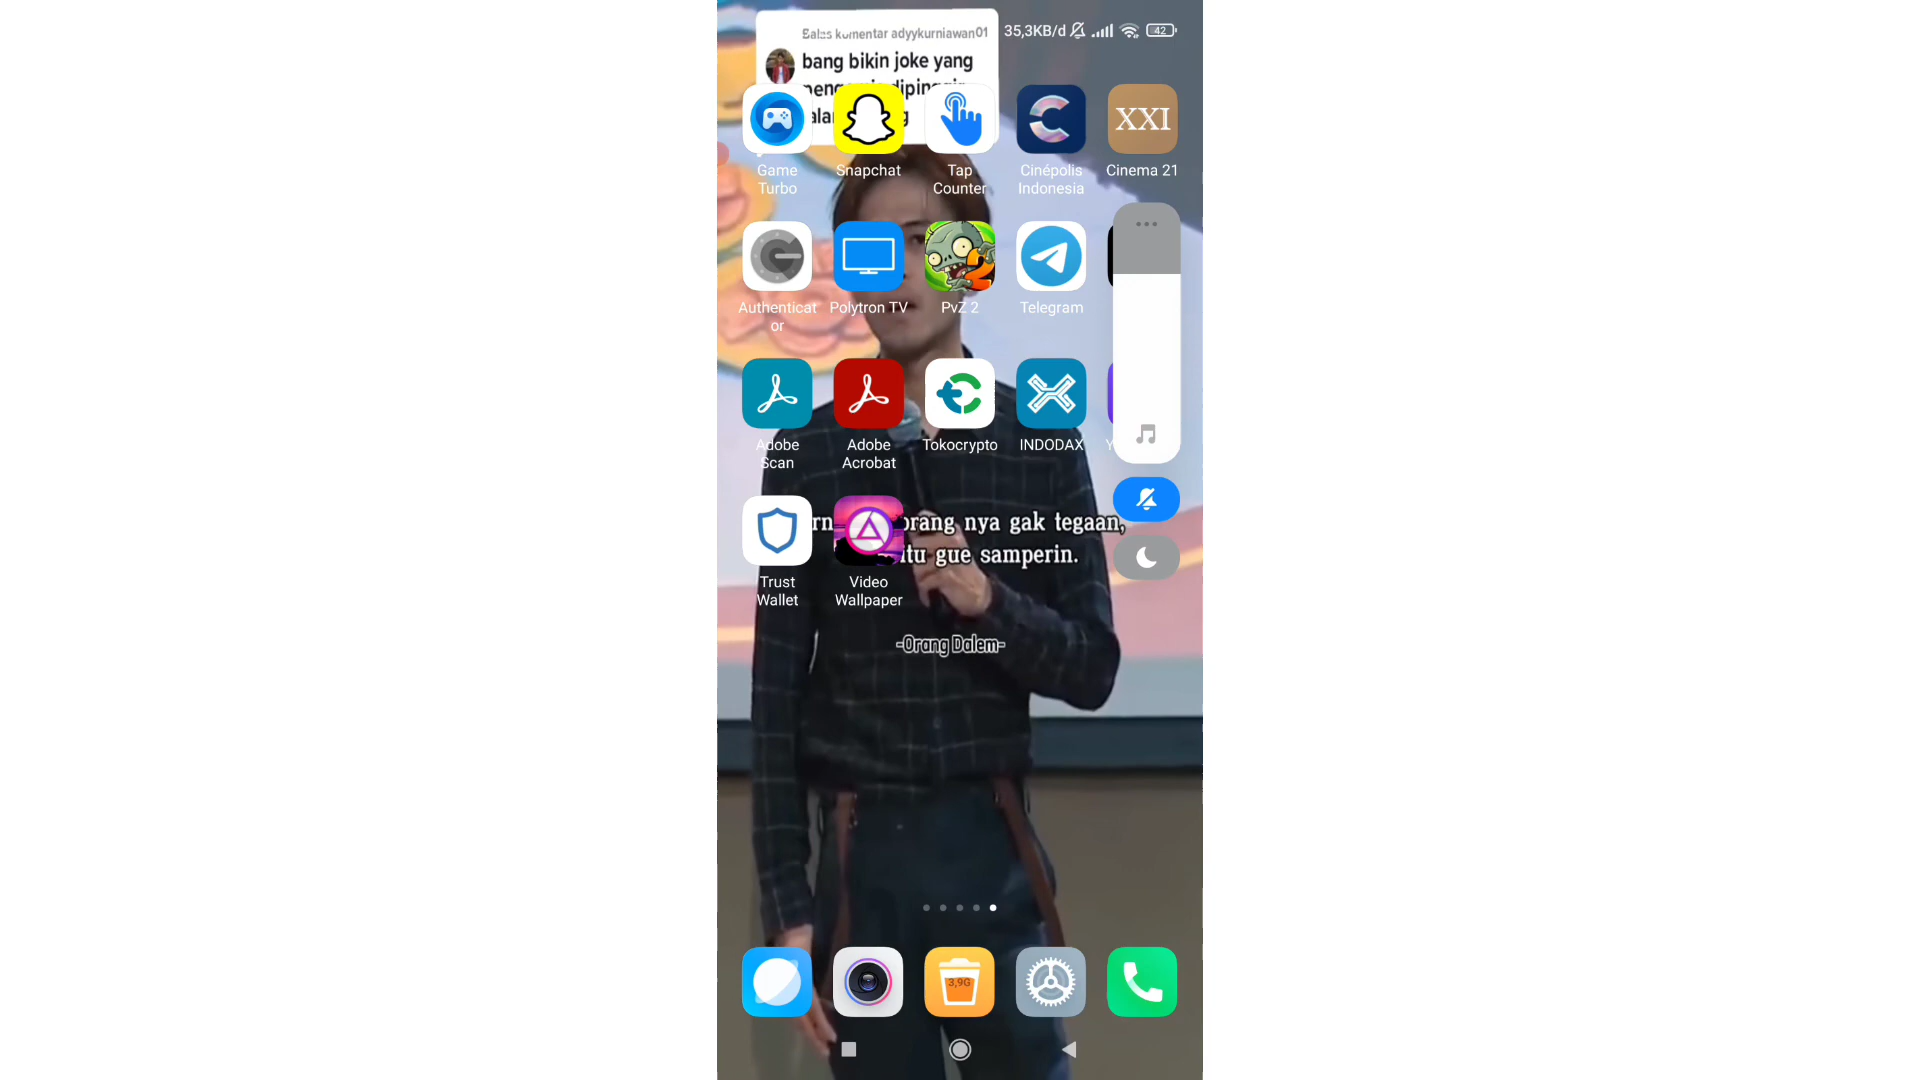 Balas komentar adyykurniawan01
35,3KB/d
42
bang bikin joke yang
XXI
Game
Turbo
Snapchat
Tap
Counter
Cinépolis
Indonesia
Cinema 21
2
Authenticat
or
Polytron TV
PvZ 2
Telegram
Adobe
Scan
Adobe
Acrobat
Tokocrypto
INDODAX
Y
orang nya gak tegaan,
itu gue samperin.
Trust
Wallet
Video
Wallpaper
-Orang Dalem-
3,9G